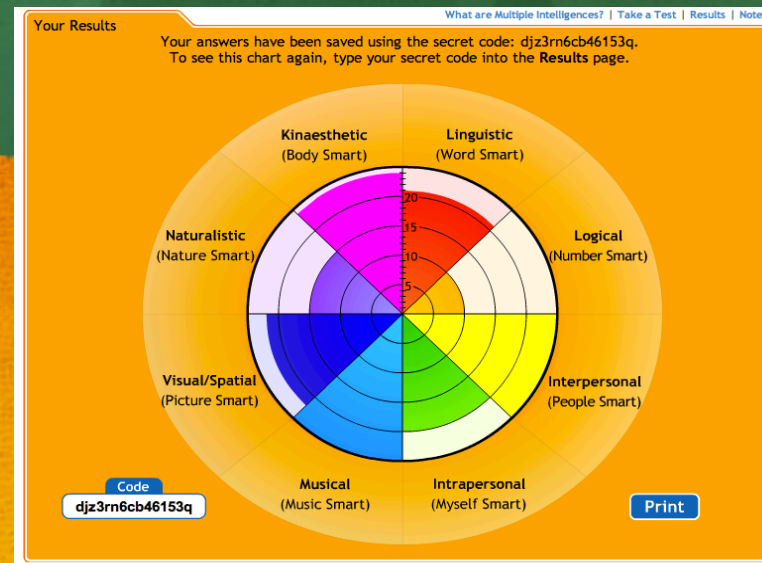 What are Multiple Intelligences? | Take a Test | Results | Note
Your Results
Your answers have been saved using the secret code: djz3rn6cb46153q.
To see this chart again, type your secret code into the Results page.
Kinaesthetic
(Body Smart)
Linguistic
(Word Smart)
20
15
10
5
Naturalistic
(Nature Smart)
Logical
(Number Smart)
Visual/Spatial
(Picture Smart)
Interpersonal
(People Smart)
Musical
(Music Smart)
Intrapersonal
(Myself Smart)
Code
djz3rn6cb46153q
Print